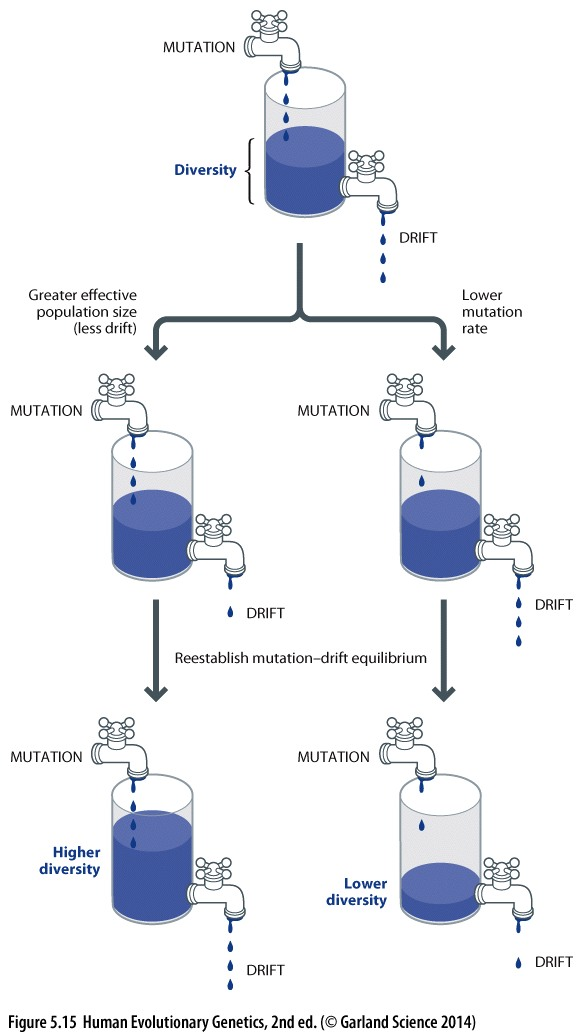 MUTATION
Diversity
DRIFT
Greater effective
population size
(less drift)
Lower
mutation
rate
MUTATION
MUTATION
DRIFT
DRIFT
Reestablish mutation–drift equilibrium
MUTATION
MUTATION
Higher
diversity
Lower
diversity
DRIFT
DRIFT
Figure 5.15 Human Evolutionary Genetics, 2nd ed. (© Garland Science 2014)